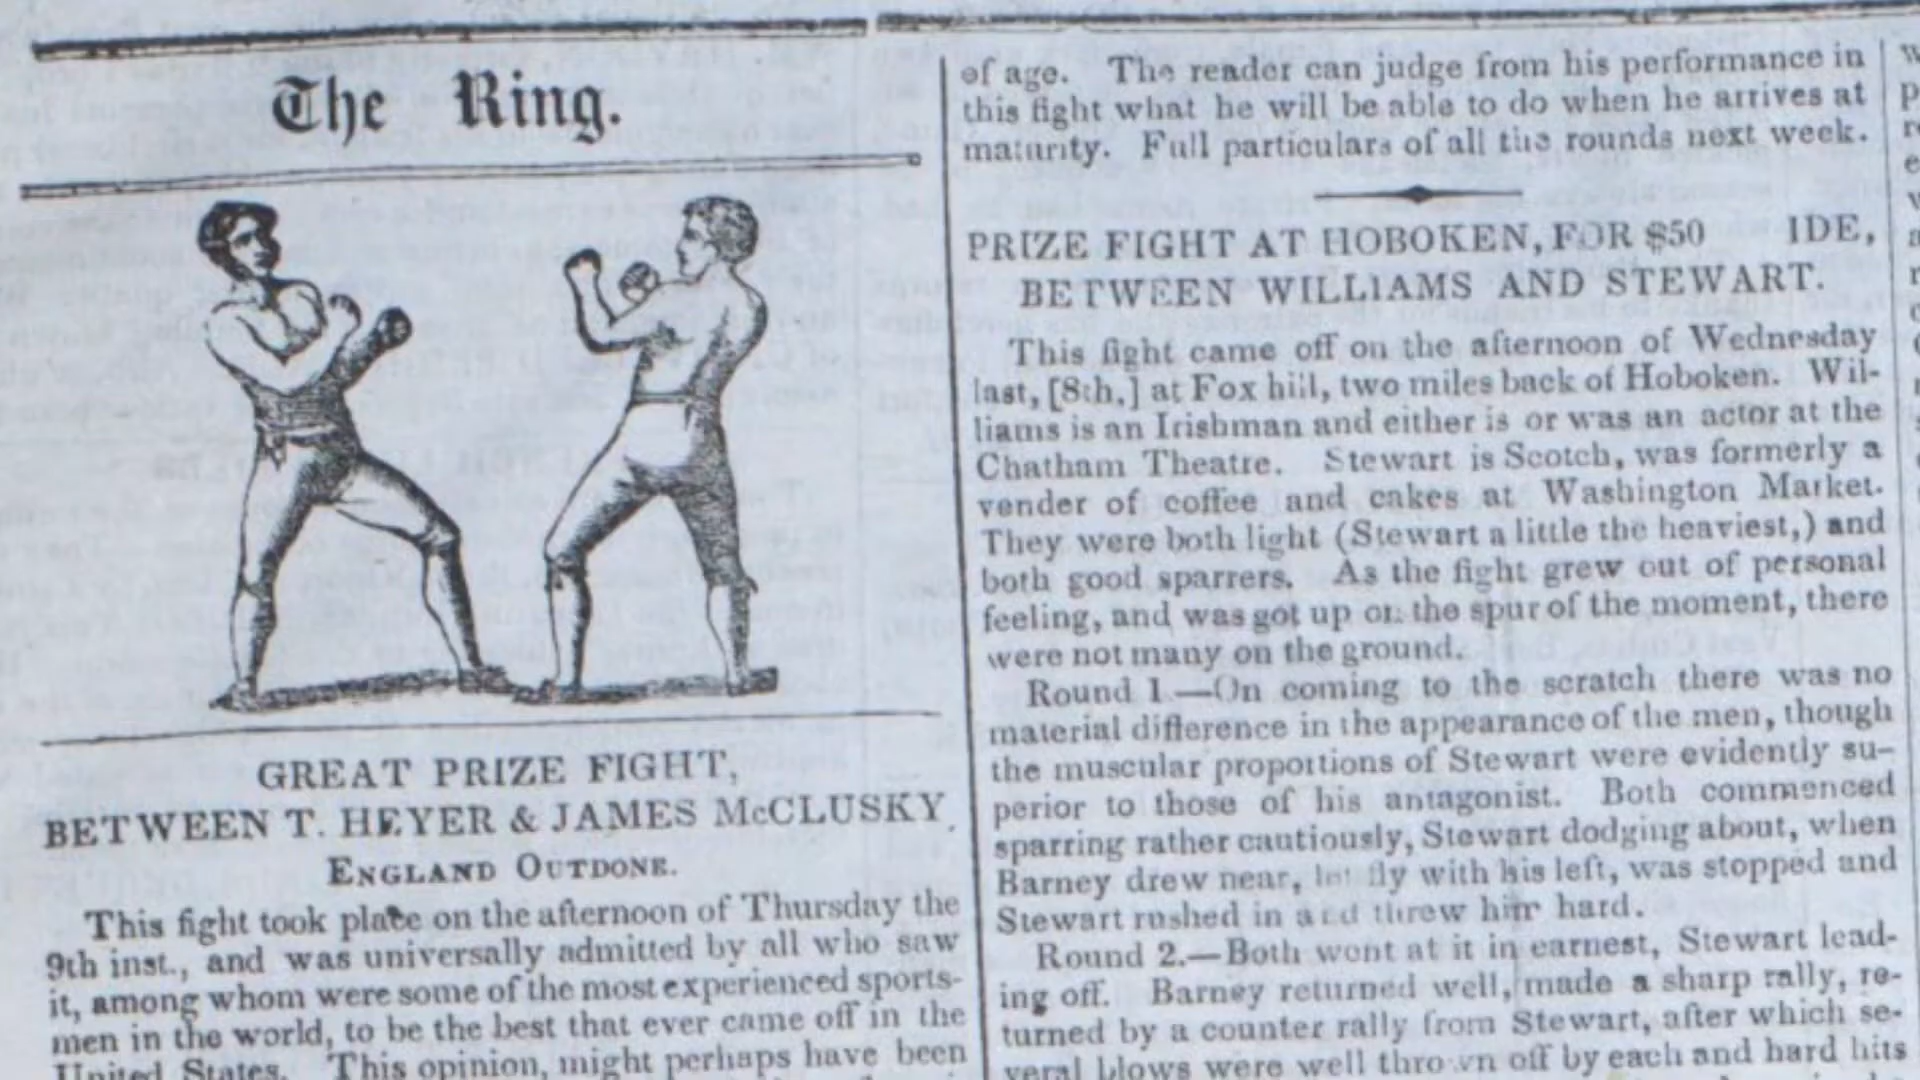 The Ring.
GREAT PRIZE FIGHT,
BETWEEN T. HEYER & JAMES McCLUSKY.
ENGLAND OUTDONE.
This fight took place on the afternoon of Thursday the
9th inst., and was universally admitted by all who saw
it, among whom were some of the most experienced sports-
men in the world, to be the best that ever came off in the
United States. This opinion, might perhaps have been
of age. The reader can judge from his performance in
this fight what he will be able to do when he arrives at
maturity. Full particulars of all the rounds next week.
PRIZE FIGHT AT HOBOKEN, FOR $50 IDE,
BETWEEN WILLIAMS AND STEWART.
This fight came off on the afternoon of Wednesday
last, [8th,] at Fox hill, two miles back of Hoboken. Wil-
liams is an Irishman and either is or was an actor at the
Chatham Theatre. Stewart is Scotch, was formerly a
vender of coffee and cakes at Washington Market.
They were both light (Stewart a little the heaviest,) and
both good sparrers. As the fight grew out of personal
feeling, and was got up on the spur of the moment, there
were not many on the ground.
Round 1.—On coming to the scratch there was no
material difference in the appearance of the men, though
the muscular proportions of Stewart were evidently su-
perior to those of his antagonist. Both commenced
sparring rather cautiously, Stewart dodging about, when
Barney drew near, let fly with his left, was stopped and
Stewart rushed in and threw him hard.
Round 2.—Both went at it in earnest, Stewart lead-
ing off. Barney returned well, made a sharp rally, re-
turned by a counter rally from Stewart, after which se-
veral blows were well thrown off by each and hard hits